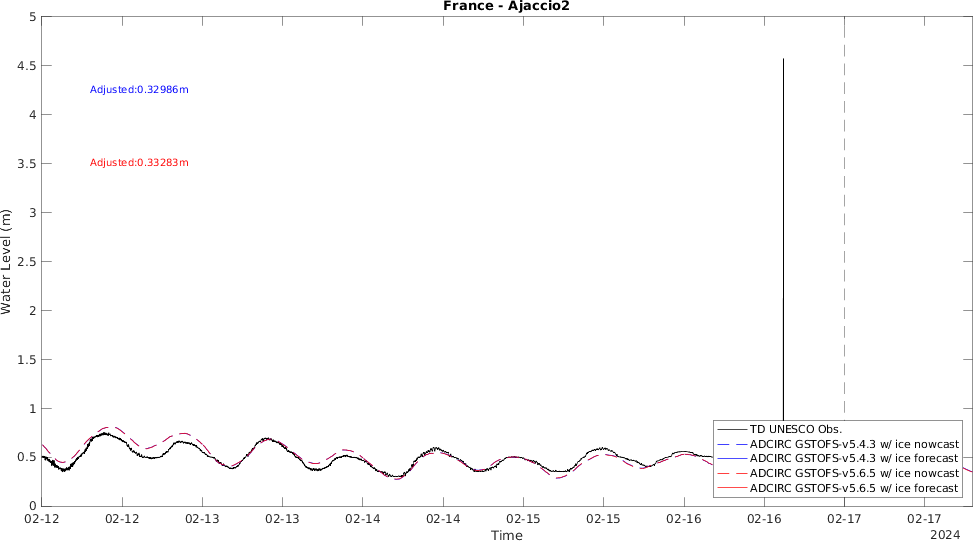 France - Ajaccio2
5
4.5
4
3.5
3
2.5
2
1.5
1
0.5
0
Water Level (m)
Adjusted:0.32986m
Adjusted:0.33283m
TD UNESCO Obs.
ADCIRC GSTOFS-v5.4.3 w/ ice nowcast
ADCIRC GSTOFS-v5.4.3 w/ ice forecast
ADCIRC GSTOFS-v5.6.5 w/ ice nowcast
ADCIRC GSTOFS-v5.6.5 w/ ice forecast
02-12 02-12 02-13 02-13 02-14 02-14 02-15 02-15 02-16 02-16 02-17 02-17
Time
2024